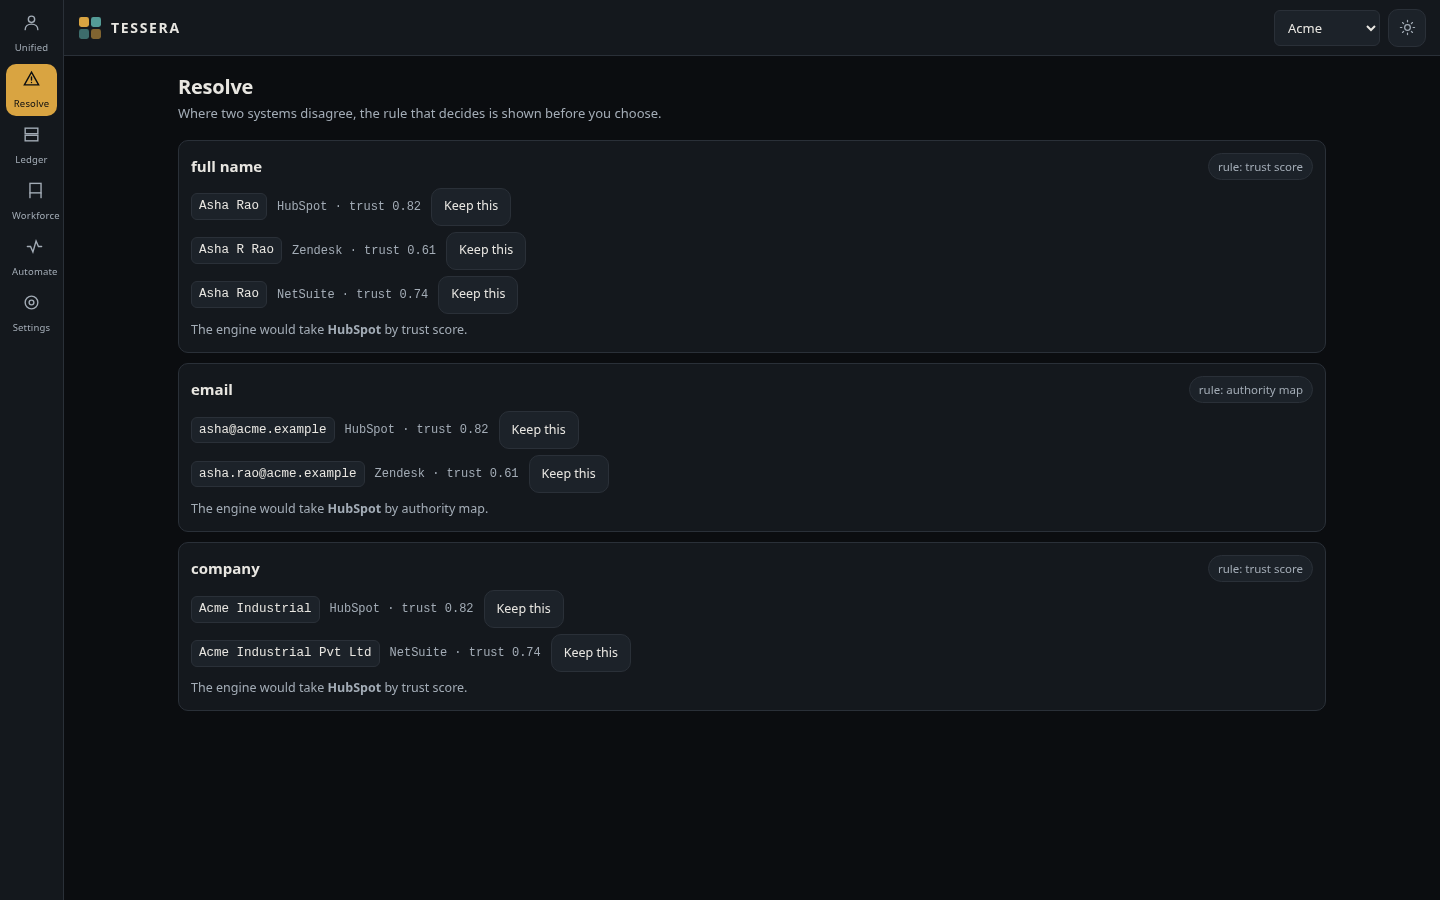 Unified
Resolve
Ledger
Workforce
Automate
Settings
TESSERA
Acme
Resolve
Where two systems disagree, the rule that decides is shown before you choose.
full name
rule: trust score
Asha Rao HubSpot · trust 0.82 Keep this
Asha R Rao Zendesk · trust 0.61 Keep this
Asha Rao NetSuite · trust 0.74 Keep this
The engine would take HubSpot by trust score.
email
rule: authority map
asha@acme.example HubSpot · trust 0.82 Keep this
asha.rao@acme.example Zendesk · trust 0.61 Keep this
The engine would take HubSpot by authority map.
company
rule: trust score
Acme Industrial HubSpot · trust 0.82 Keep this
Acme Industrial Pvt Ltd NetSuite · trust 0.74 Keep this
The engine would take HubSpot by trust score.